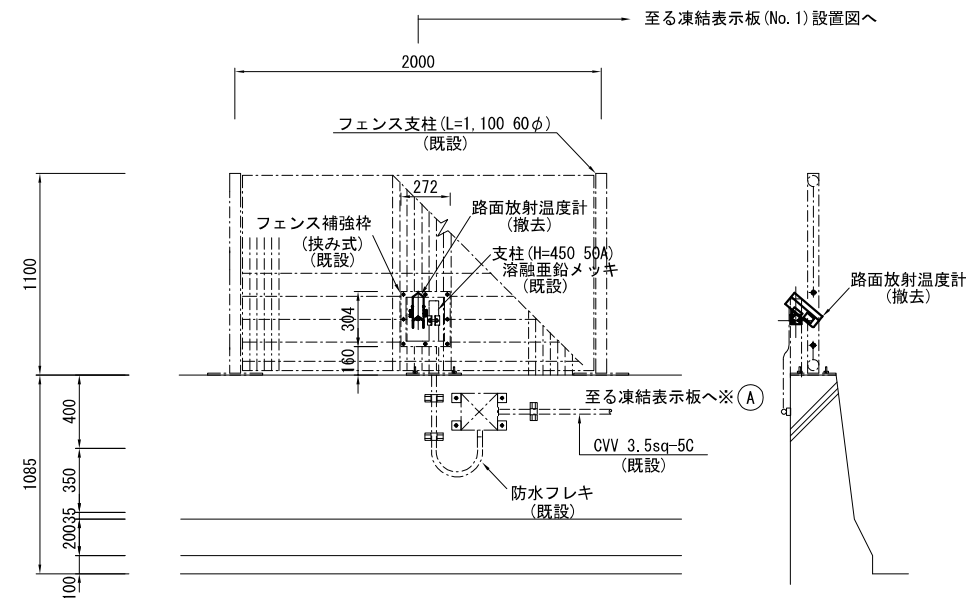 至る凍結表示板(No.1)設置図へ
2000
フェンス支柱(L=1,100 60φ)
(既設)
272
路面放射温度計
(撤去)
フェンス補強枠
(挟み式)
(既設)
支柱(H=450 50A)
溶融亜鉛メッキ
(既設)
路面放射温度計
(撤去)
1100
304
160
至る凍結表示板へ※ A
CVV 3.5sq-5C
(既設)
防水フレキ
(既設)
1085
400
350
35
200
100